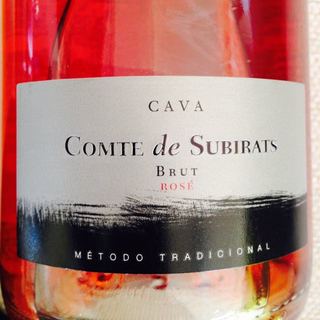 CAVA
COMTE de SUBIRATS
BRUT
ROSÉ
MÉTODO TRADICIONAL